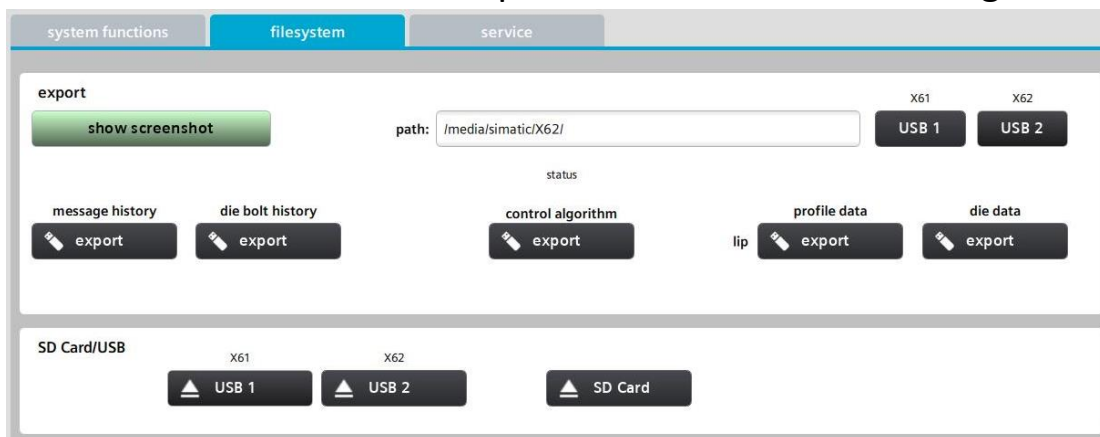 system functions filesystem service
export
X61 X62
show screenshot path: /media/simatic/X62/ USB 1 USB 2
status
message history die bolt history control algorithm profile data die data
export export export lip export export
SD Card/USB
X61 X62
USB 1 USB 2 SD Card